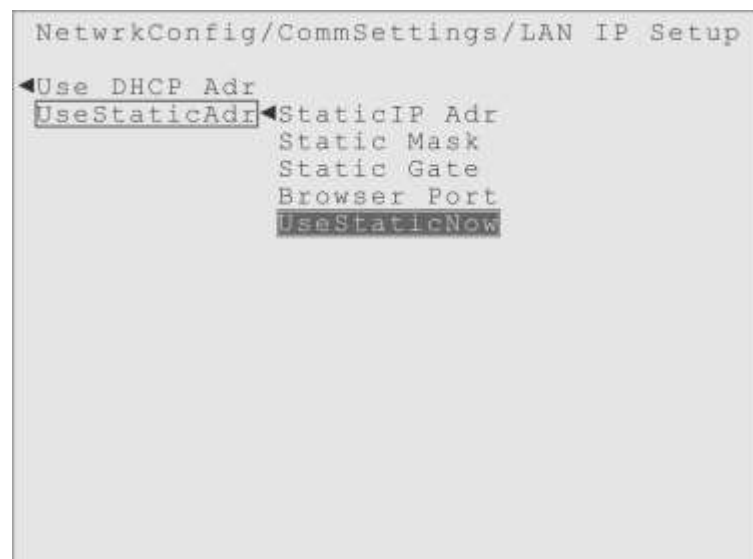 NetwrkConfig/CommSettings/LAN IP Setup
Use DHCP Adr
UseStaticAdr StaticIP Adr
Static Mask
Static Gate
Browser Port
UseStaticNow